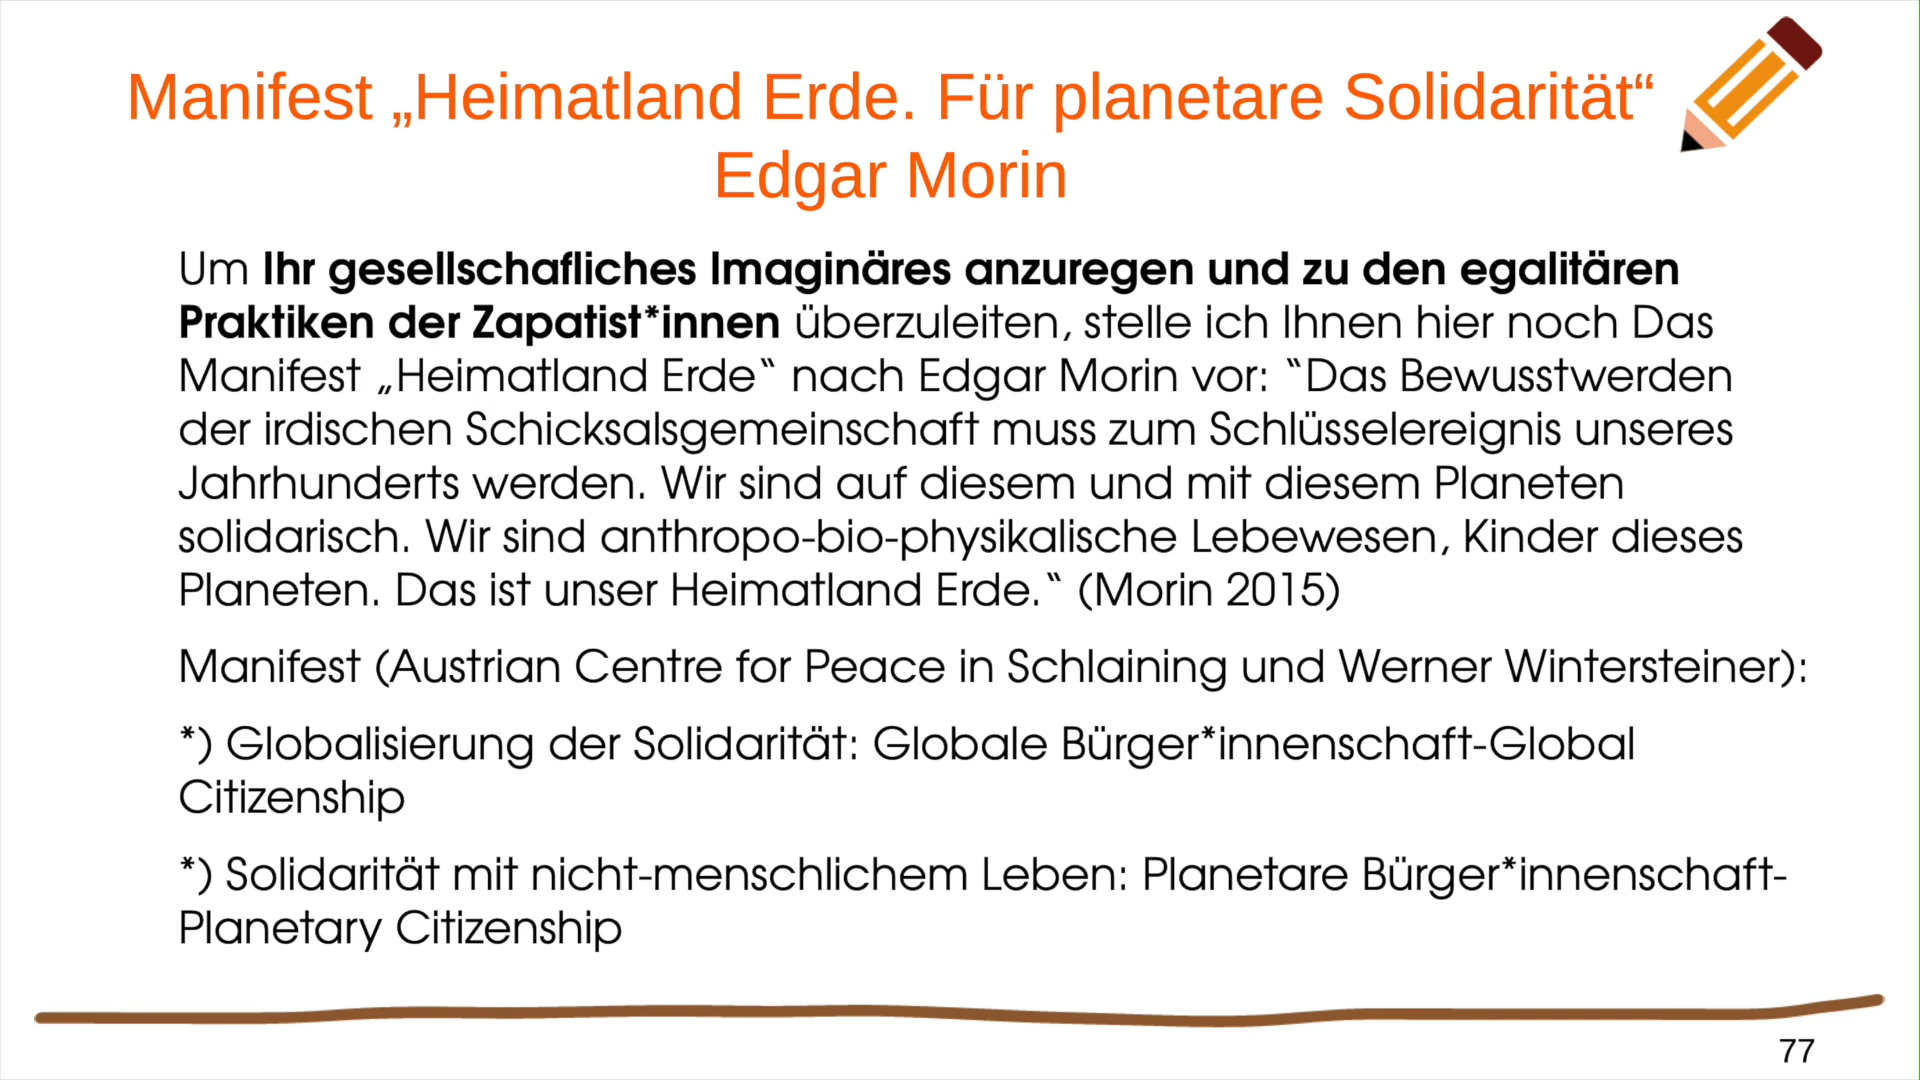 Manifest „Heimatland Erde. Für planetare Solidarität“
Edgar Morin
Um Ihr gesellschafliches Imaginäres anzuregen und zu den egalitären
Praktiken der Zapatist*innen überzuleiten, stelle ich Ihnen hier noch Das
Manifest „Heimatland Erde“ nach Edgar Morin vor: “Das Bewusstwerden
der irdischen Schicksalsgemeinschaft muss zum Schlüsselereignis unseres
Jahrhunderts werden. Wir sind auf diesem und mit diesem Planeten
solidarisch. Wir sind anthropo-bio-physikalische Lebewesen, Kinder dieses
Planeten. Das ist unser Heimatland Erde.“ (Morin 2015)
Manifest (Austrian Centre for Peace in Schlaining und Werner Wintersteiner):
*) Globalisierung der Solidarität: Globale Bürger*innenschaft-Global
Citizenship
*) Solidarität mit nicht-menschlichem Leben: Planetare Bürger*innenschaft-
Planetary Citizenship
77